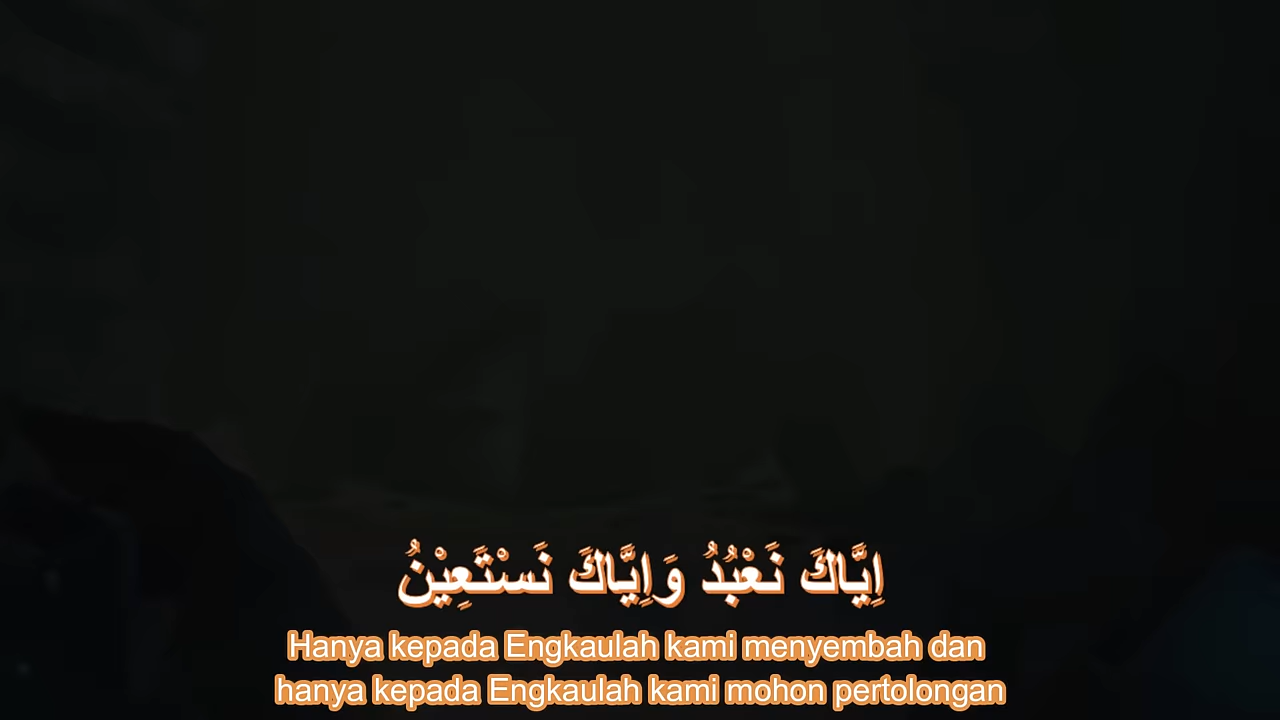 اِيَّاكَ نَعْبُدُ وَاِيَّاكَ نَسْتَعِيْنُ
Hanya kepada Engkaulah kami menyembah dan
hanya kepada Engkaulah kami mohon pertolongan